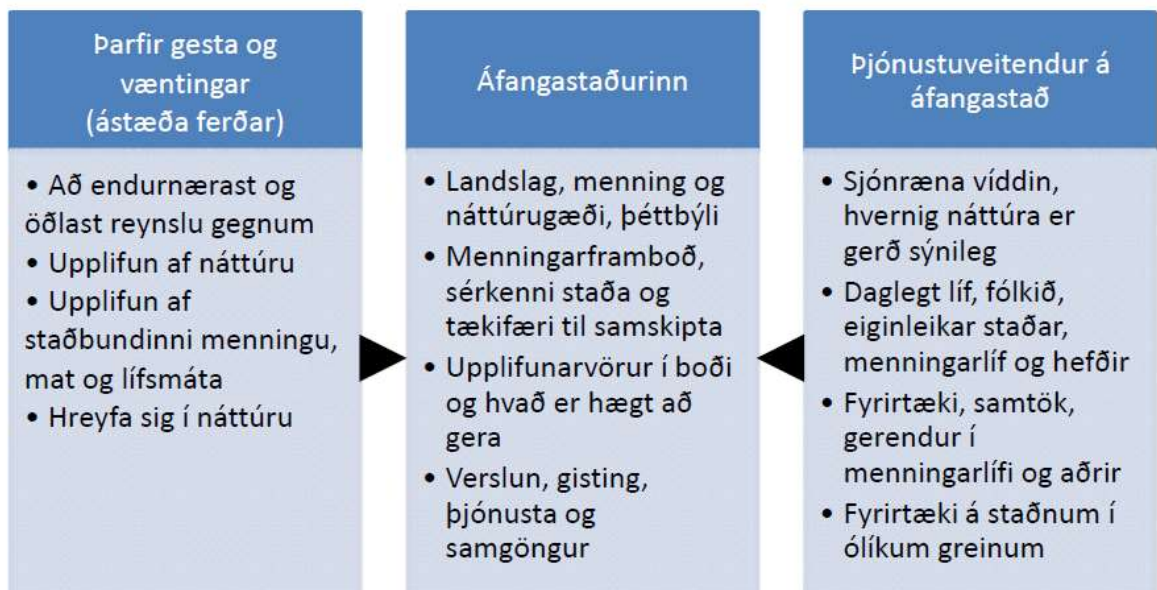 Þarfir gesta og
væntingar
(ástæða ferðar)
• Að endurnærast og
öðlast reynslu gegnum
• Upplifun af náttúru
• Upplifun af
staðbundinni menningu,
mat og lífsmáta
• Hreyfa sig í náttúru
Áfangastaðurinn
• Landslag, menning og
náttúrugæði, þéttbýli
• Menningarframboð,
sérkenni staða og
tækifæri til samskipta
• Upplifunarvörur í boði
og hvað er hægt að
gera
• Verslun, gisting,
þjónusta og
samgöngur
Þjónustuveitendur á
áfangastað
• Sjónræna víddin,
hvernig náttúra er
gerð sýnileg
• Daglegt líf, fólkið,
eiginleikar staðar,
menningarlíf og hefðir
• Fyrirtæki, samtök,
gerendur í
menningarlífi og aðrir
• Fyrirtæki á staðnum í
ólíkum greinum